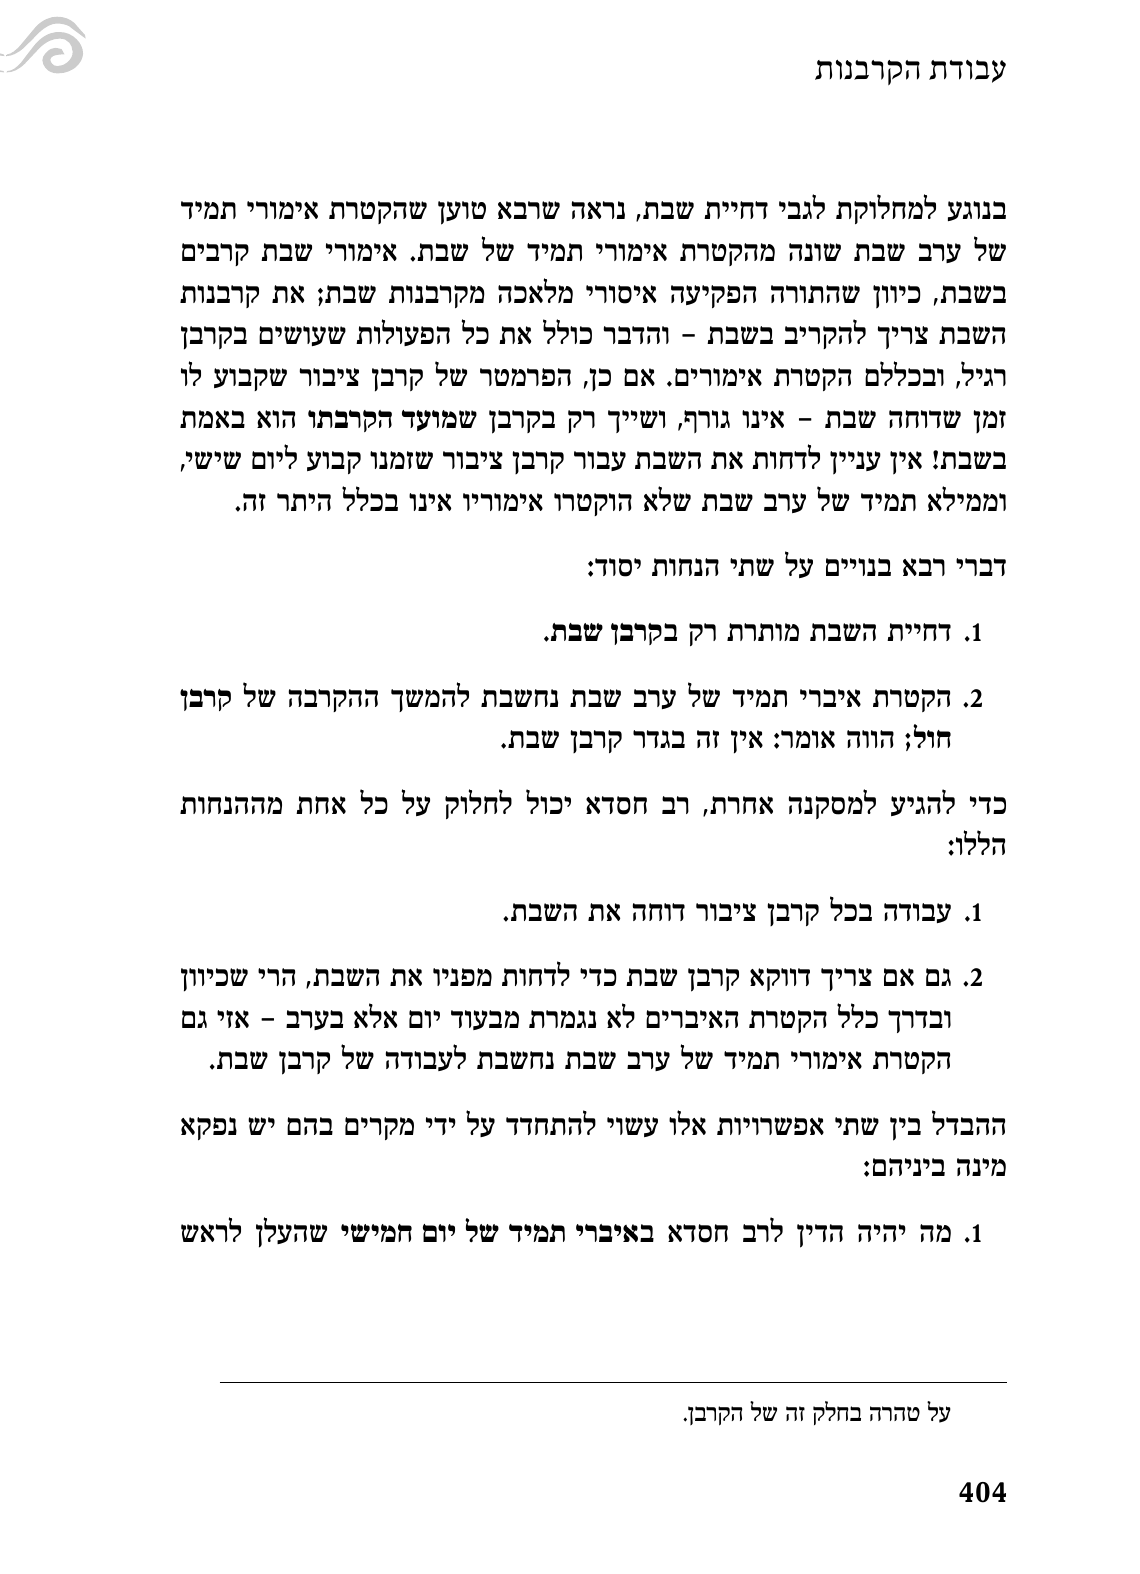 עבודת הקרבנות
בנוגע למחלוקת לגבי דחיית שבת, נראה שרבא טוען שהקטרת אימורי תמיד
של ערב שבת שונה מהקטרת אימורי תמיד של שבת. אימורי שבת קרבים
בשבת, כיוון שהתורה הפקיעה איסורי מלאכה מקרבנות שבת; את קרבנות
השבת צריך להקריב בשבת – והדבר כולל את כל הפעולות שעושים בקרבן
רגיל, ובכללם הקטרת אימורים. אם כן, הפרמטר של קרבן ציבור שקבוע לו
זמן שדוחה שבת – אינו גורף, ושייך רק בקרבן שמועד הקרבתו הוא באמת
בשבת! אין עניין לדחות את השבת עבור קרבן ציבור שזמנו קבוע ליום שישי,
וממילא תמיד של ערב שבת שלא הוקטרו אימוריו אינו בכלל היתר זה.
דברי רבא בנויים על שתי הנחות יסוד:
1. דחיית השבת מותרת רק בקרבן שבת.
2. הקטרת איברי תמיד של ערב שבת נחשבת להמשך ההקרבה של קרבן
חול; הווה אומר: אין זה בגדר קרבן שבת.
כדי להגיע למסקנה אחרת, רב חסדא יכול לחלוק על כל אחת מההנחות
הללו:
1. עבודה בכל קרבן ציבור דוחה את השבת.
2. גם אם צריך דווקא קרבן שבת כדי לדחות מפניו את השבת, הרי שכיוון
ובדרך כלל הקטרת האיברים לא נגמרת מבעוד יום אלא בערב – אזי גם
הקטרת אימורי תמיד של ערב שבת נחשבת לעבודה של קרבן שבת.
ההבדל בין שתי אפשרויות אלו עשוי להתחדד על ידי מקרים בהם יש נפקא
מינה ביניהם:
1. מה יהיה הדין לרב חסדא באיברי תמיד של יום חמישי שהעלן לראש
על טהרה בחלק זה של הקרבן.
404